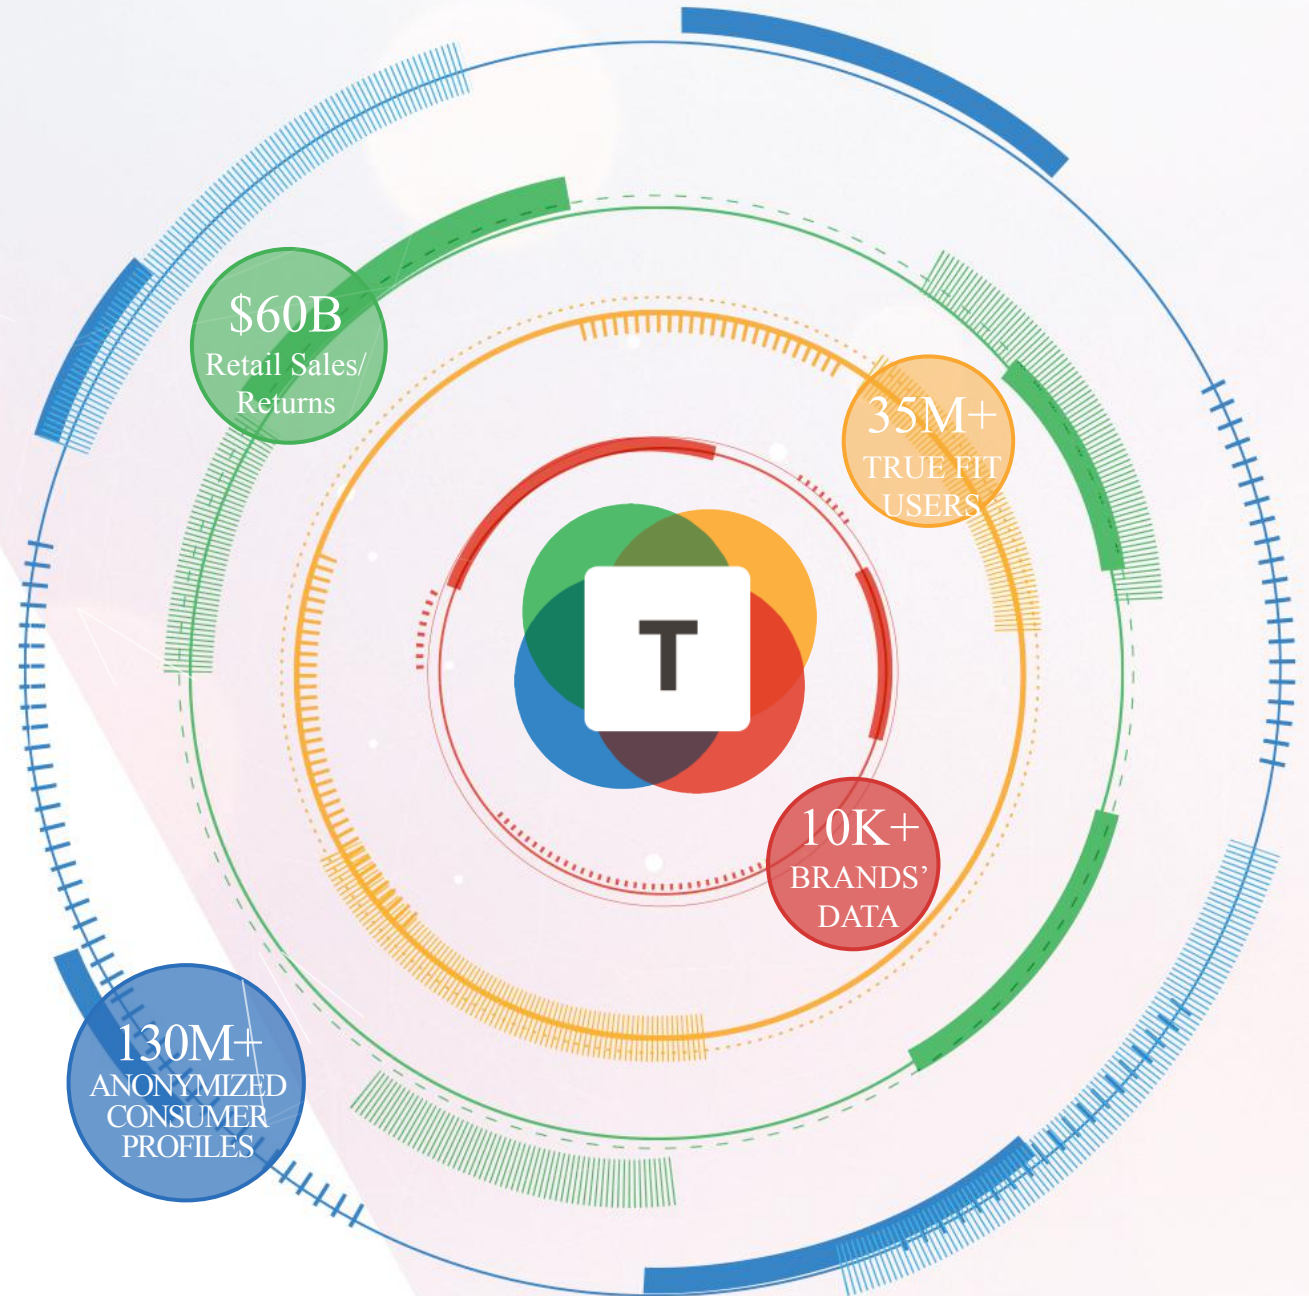 $60B
Retail Sales/
Returns
35M+
TRUE FIT
USERS
T
10K+
BRANDS’
DATA
130M+
ANONYMIZED
CONSUMER
PROFILES